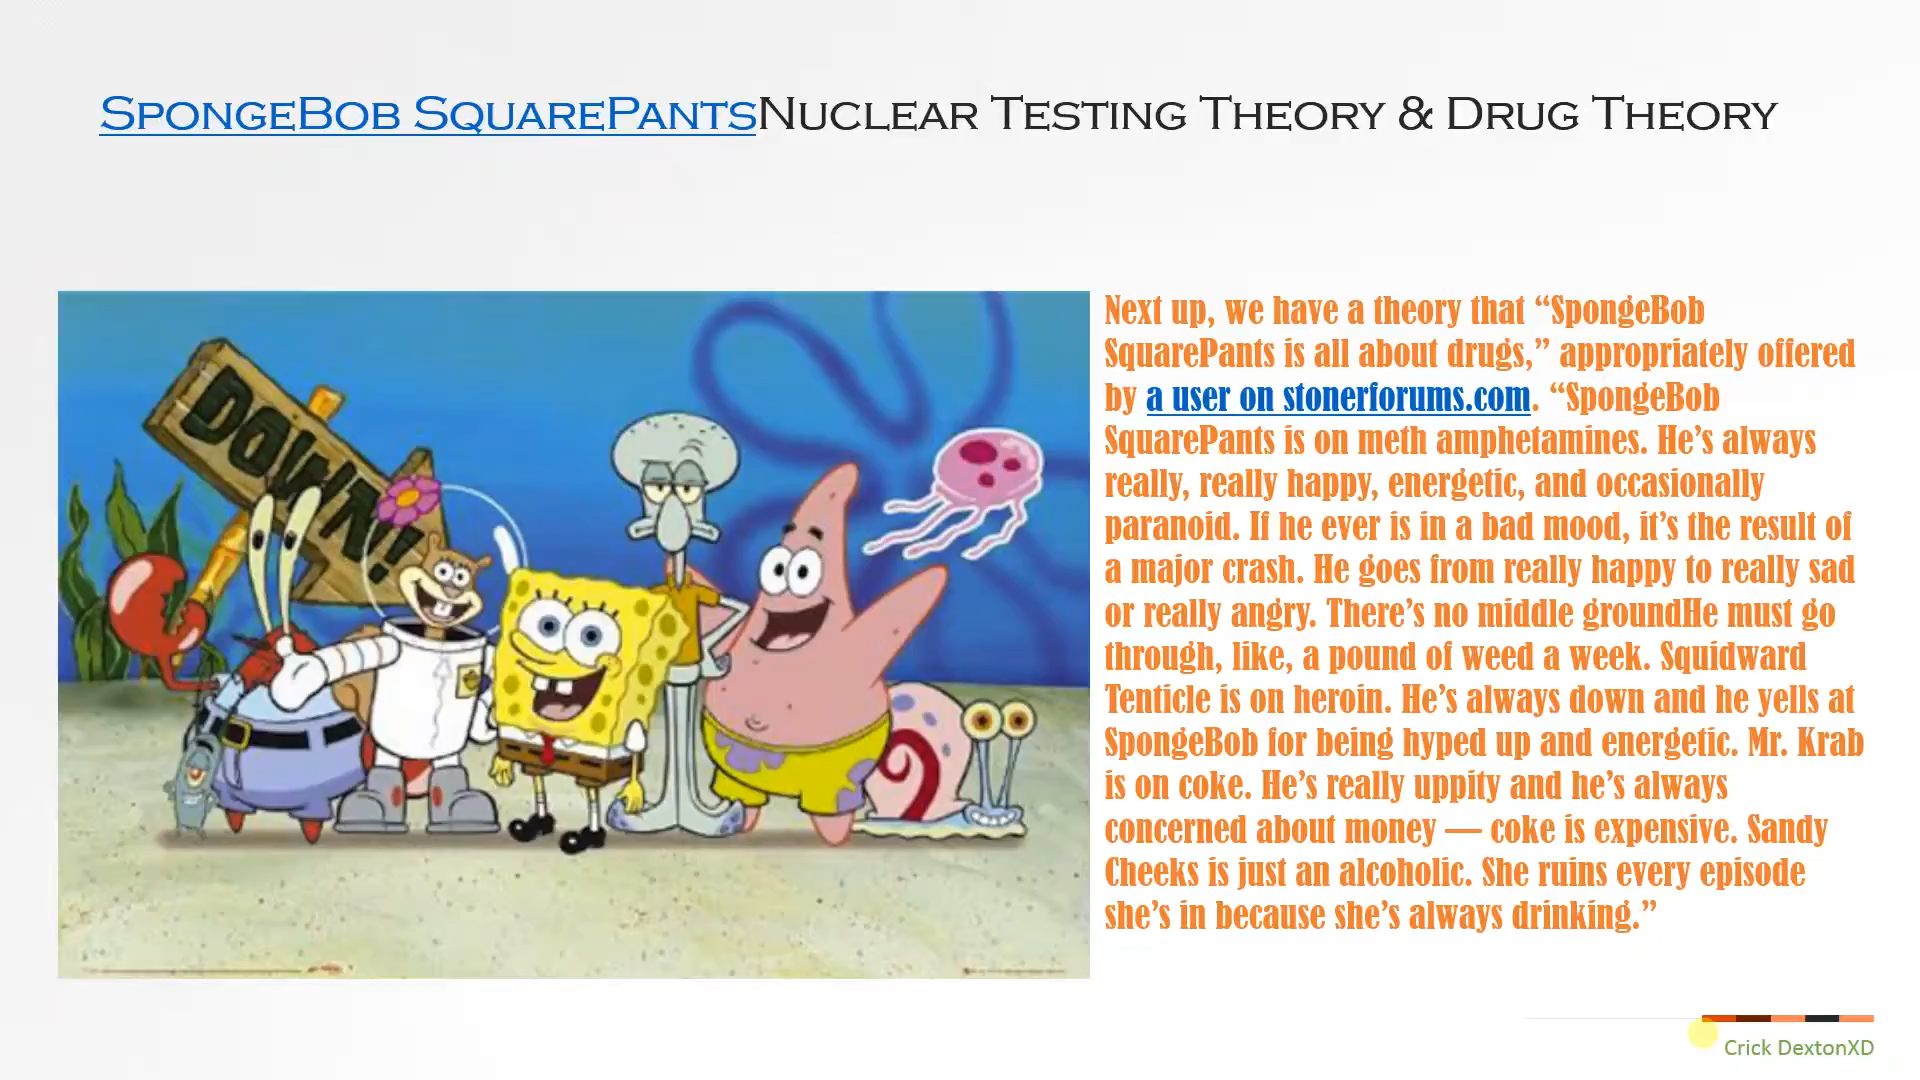 SpongeBob SquarePantsNuclear Testing Theory & Drug Theory
DOWN!
Next up, we have a theory that “SpongeBob
SquarePants is all about drugs,” appropriately offered
by a user on stonerforums.com. “SpongeBob
SquarePants is on meth amphetamines. He’s always
really, really happy, energetic, and occasionally
paranoid. If he ever is in a bad mood, it’s the result of
a major crash. He goes from really happy to really sad
or really angry. There’s no middle groundHe must go
through, like, a pound of weed a week. Squidward
Tenticle is on heroin. He’s always down and he yells at
SpongeBob for being hyped up and energetic. Mr. Krab
is on coke. He’s really uppity and he’s always
concerned about money — coke is expensive. Sandy
Cheeks is just an alcoholic. She ruins every episode
she’s in because she’s always drinking.”
Crick DextonXD